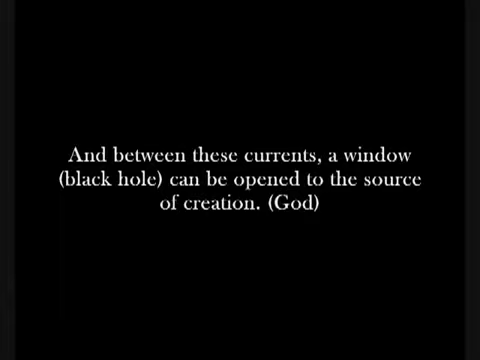 And between these currents, a window
(black hole) can be opened to the source
of creation. (God)